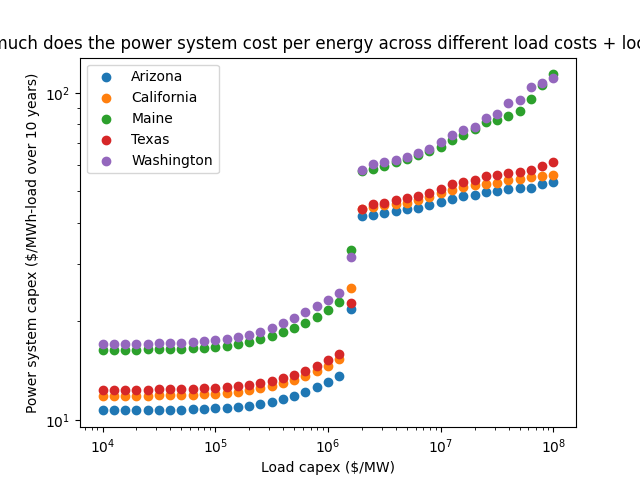 much does the power system cost per energy across different load costs + 
Power system capex ($/MWh-load over 10 years)
10²
10¹
Arizona
California
Maine
Texas
Washington
10⁴ 10⁵ 10⁶ 10⁷ 10⁸
Load capex ($/MW)